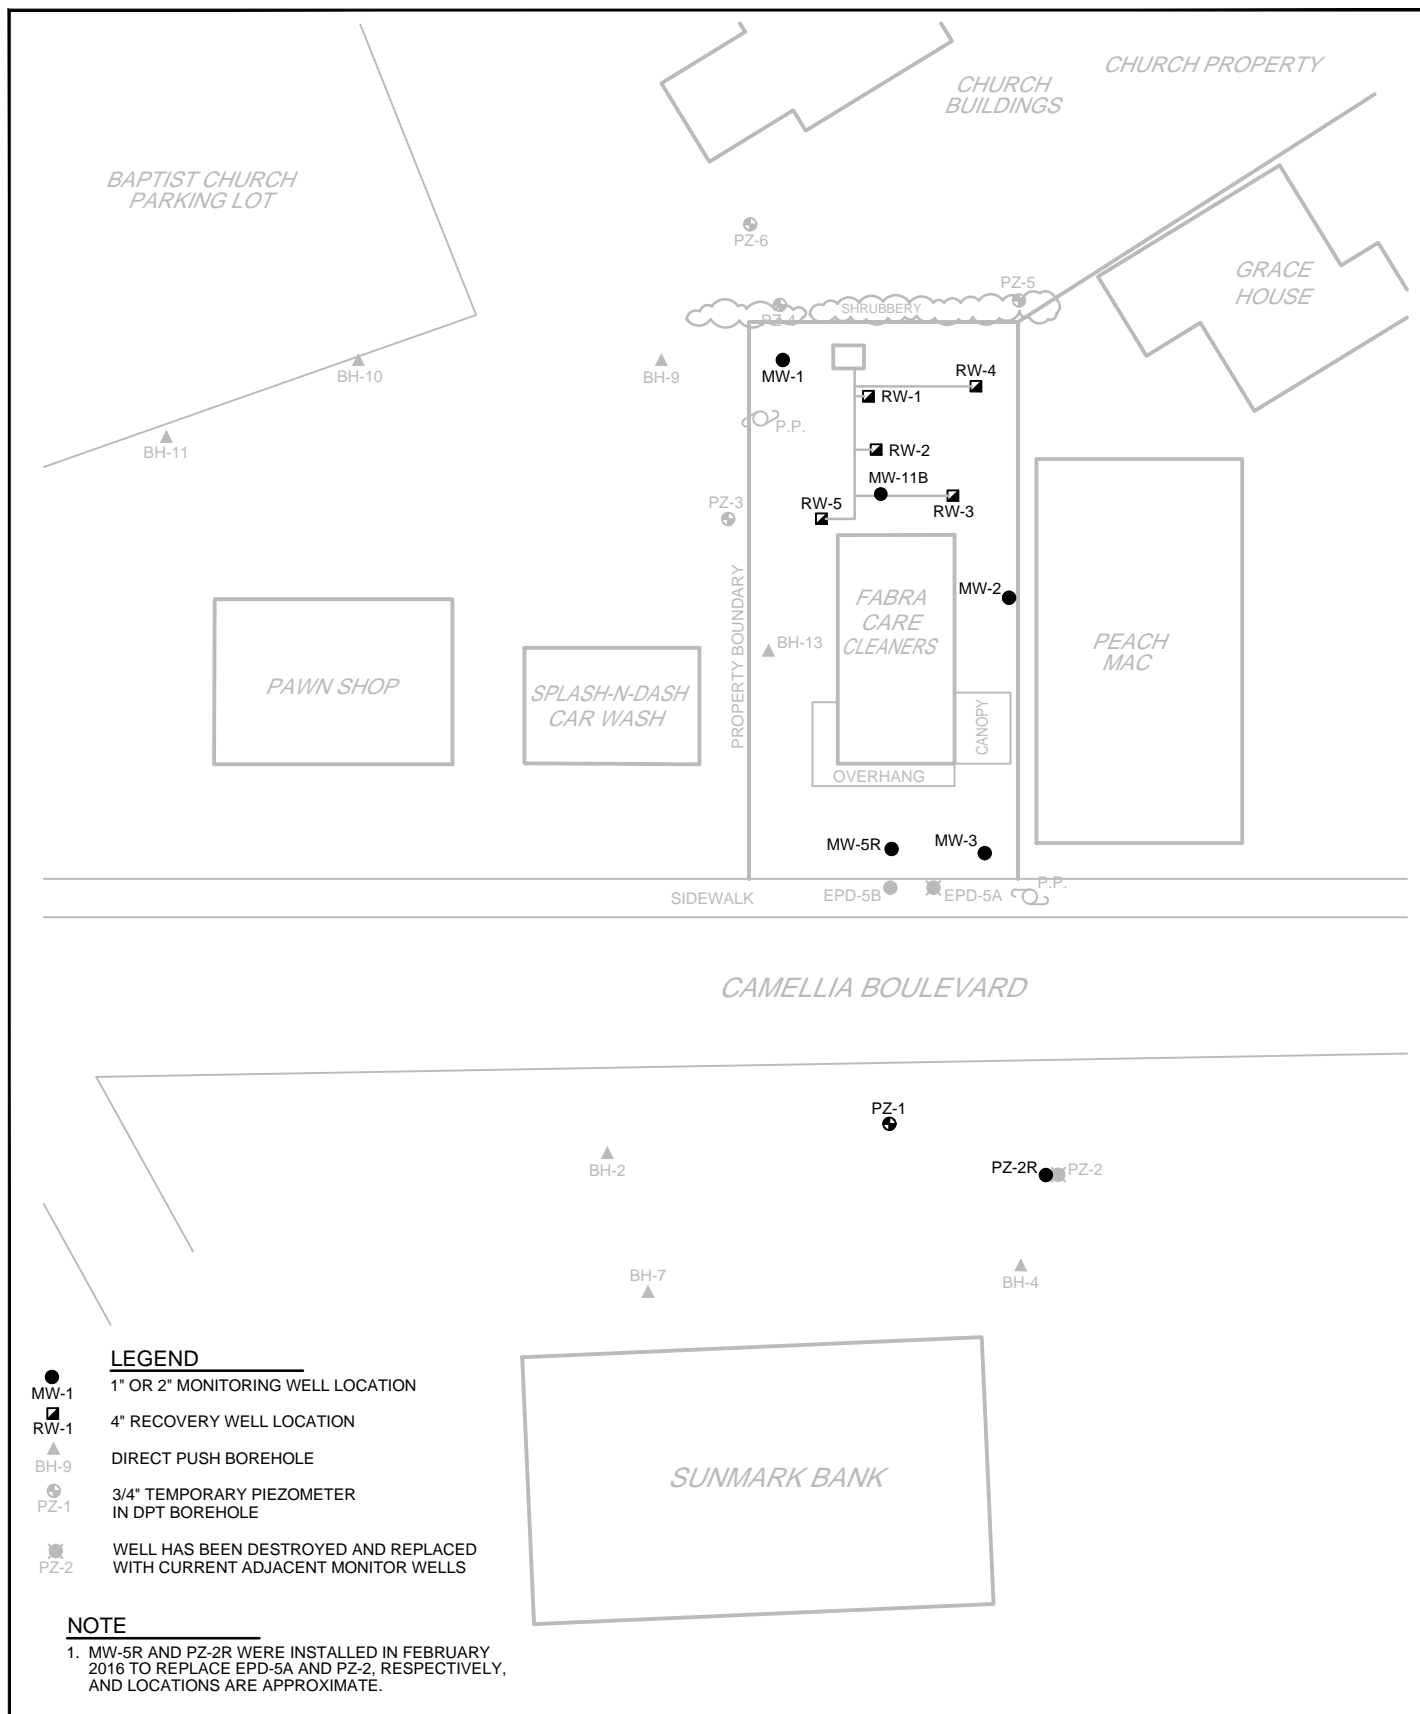 CHURCH PROPERTY
CHURCH
BUILDINGS
BAPTIST CHURCH
PARKING LOT
PZ-6
GRACE
HOUSE
PZ-5
SHRUBBERY
PZ-4
MW-1
RW-4
BH-10
BH-9
RW-1
P.P.
BH-11
RW-2
MW-11B
PZ-3
RW-5
RW-3
MW-2
FABRA
CARE
CLEANERS
PROPERTY BOUNDARY
BH-13
PEACH
MAC
PAWN SHOP
SPLASH-N-DASH
CAR WASH
CANOPY
OVERHANG
MW-5R
MW-3
P.P.
SIDEWALK
EPD-5B
EPD-5A
CAMELLIA BOULEVARD
PZ-1
BH-2
PZ-2R
PZ-2
BH-7
BH-4
LEGEND
MW-1
1" OR 2" MONITORING WELL LOCATION
RW-1
4" RECOVERY WELL LOCATION
BH-9
DIRECT PUSH BOREHOLE
PZ-1
3/4" TEMPORARY PIEZOMETER
IN DPT BOREHOLE
PZ-2
WELL HAS BEEN DESTROYED AND REPLACED
WITH CURRENT ADJACENT MONITOR WELLS
SUNMARK BANK
NOTE
1. MW-5R AND PZ-2R WERE INSTALLED IN FEBRUARY
2016 TO REPLACE EPD-5A AND PZ-2, RESPECTIVELY,
AND LOCATIONS ARE APPROXIMATE.